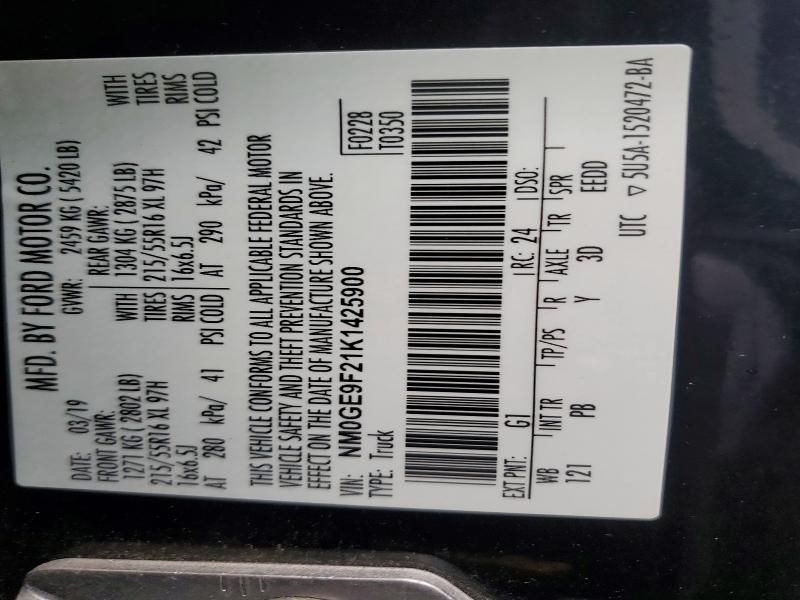 MFD. BY FORD MOTOR CO.
DATE: 03/19 GVWR: 2459 KG ( 5420 LB)
FRONT GAWR: REAR GAWR:
1271 KG ( 2802 LB) WITH 1304 KG ( 2875 LB) WITH
215/55R16 XL 97H TIRES 215/55R16 XL 97H TIRES
16x6.5J RIMS 16x6.5J RIMS
AT 280 kPa/ 41 PSI COLD AT 290 kPa/ 42 PSI COLD
THIS VEHICLE CONFORMS TO ALL APPLICABLE FEDERAL MOTOR
VEHICLE SAFETY AND THEFT PREVENTION STANDARDS IN
EFFECT ON THE DATE OF MANUFACTURE SHOWN ABOVE.
VIN: NM0GE9F21K1425900 F0228
TYPE: Truck T0350
EXT PNT: G1 RC: 24 DSO:
WB INT TR TP/PS R AXLE TR SPR
121 PB Y 3D EEDD
UTC ▽ 5U5A-1520472-BA